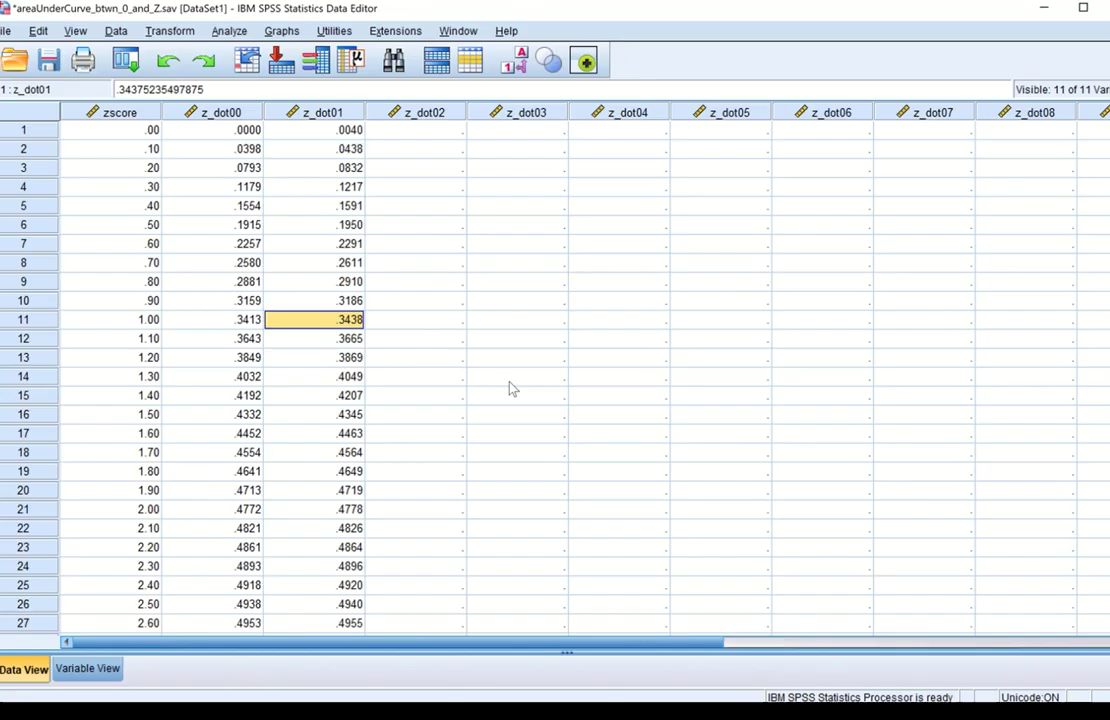 *areaUnderCurve_btwn_0_and_Z.sav [DataSet1] - IBM SPSS Statistics Data Editor
ile Edit View Data Transform Analyze Graphs Utilities Extensions Window Help
1 : z_dot01 .34375235497875 Visible: 11 of 11 Var
zscore z_dot00 z_dot01 z_dot02 z_dot03 z_dot04 z_dot05 z_dot06 z_dot07 z_dot08
1 .00 .0000 .0040 . . . . . . .
2 .10 .0398 .0438 . . . . . . .
3 .20 .0793 .0832 . . . . . . .
4 .30 .1179 .1217 . . . . . . .
5 .40 .1554 .1591 . . . . . . .
6 .50 .1915 .1950 . . . . . . .
7 .60 .2257 .2291 . . . . . . .
8 .70 .2580 .2611 . . . . . . .
9 .80 .2881 .2910 . . . . . . .
10 .90 .3159 .3186 . . . . . . .
11 1.00 .3413 .3438 . . . . . . .
12 1.10 .3643 .3665 . . . . . . .
13 1.20 .3849 .3869 . . . . . . .
14 1.30 .4032 .4049 . . . . . . .
15 1.40 .4192 .4207 . . . . . . .
16 1.50 .4332 .4345 . . . . . . .
17 1.60 .4452 .4463 . . . . . . .
18 1.70 .4554 .4564 . . . . . . .
19 1.80 .4641 .4649 . . . . . . .
20 1.90 .4713 .4719 . . . . . . .
21 2.00 .4772 .4778 . . . . . . .
22 2.10 .4821 .4826 . . . . . . .
23 2.20 .4861 .4864 . . . . . . .
24 2.30 .4893 .4896 . . . . . . .
25 2.40 .4918 .4920 . . . . . . .
26 2.50 .4938 .4940 . . . . . . .
27 2.60 .4953 .4955 . . . . . . .
Data View Variable View
IBM SPSS Statistics Processor is ready Unicode:ON